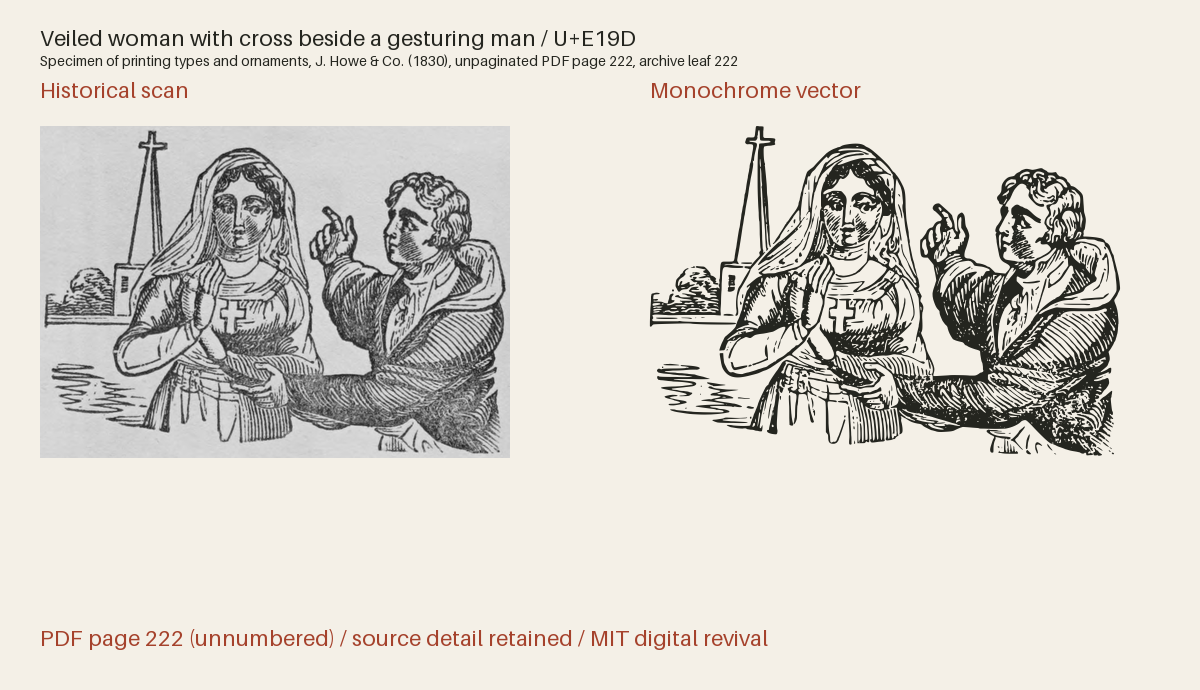 Veiled woman with cross beside a gesturing man / U+E19D
Specimen of printing types and ornaments, J. Howe & Co. (1830), unpaginated PDF page 222, archive leaf 222
Historical scan
Monochrome vector
PDF page 222 (unnumbered) / source detail retained / MIT digital revival